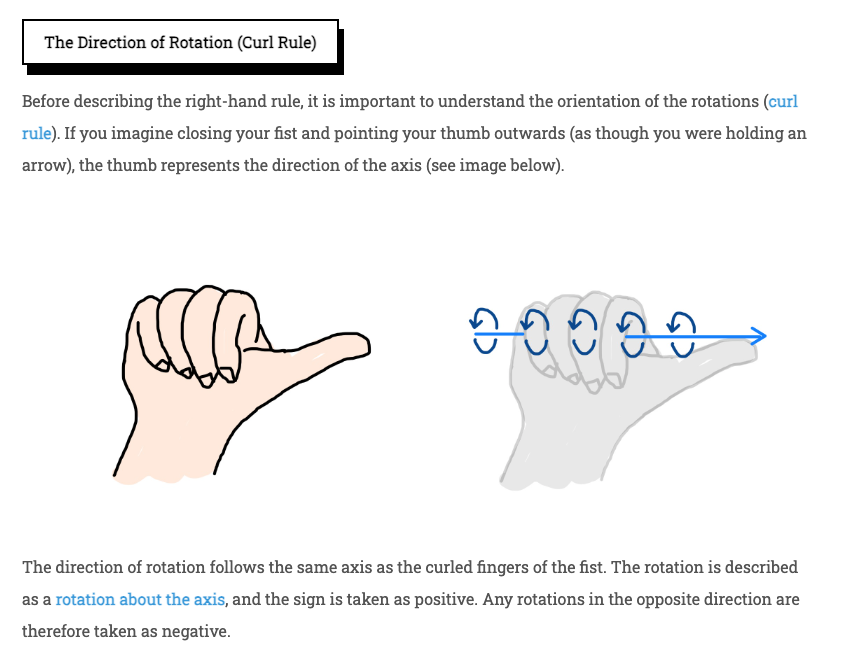 The Direction of Rotation (Curl Rule)
Before describing the right-hand rule, it is important to understand the orientation of the rotations (curl
rule). If you imagine closing your fist and pointing your thumb outwards (as though you were holding an
arrow), the thumb represents the direction of the axis (see image below).
The direction of rotation follows the same axis as the curled fingers of the fist. The rotation is described
as a rotation about the axis, and the sign is taken as positive. Any rotations in the opposite direction are
therefore taken as negative.